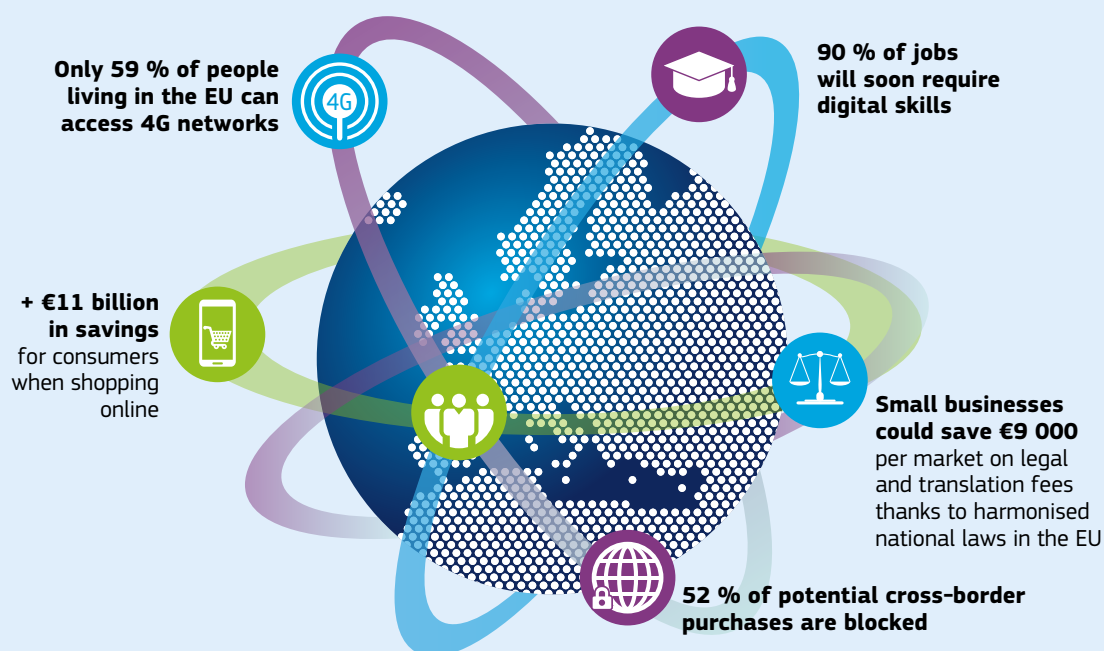 Only 59 % of people
living in the EU can
access 4G networks
4G
90 % of jobs
will soon require
digital skills
+ €11 billion
in savings
for consumers
when shopping
online
Small businesses
could save €9 000
per market on legal
and translation fees
thanks to harmonised
national laws in the EU
52 % of potential cross-border
purchases are blocked